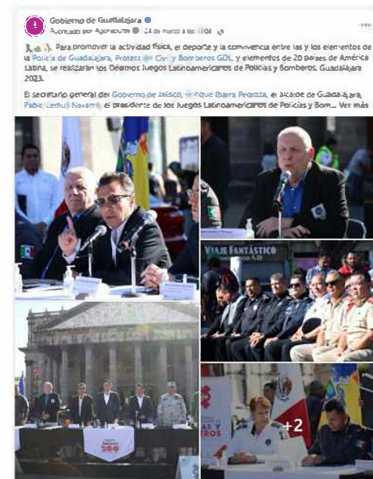 Gobierno de Guadalajara
24 de marzo a las
Para promover la actividad física, el deporte y la convivencia entre las y los elementos de
la Policía de Guadalajara, Protección Civil y Bomberos GDL, y elementos de 20 países de América
Latina, se realizarán los Décimos Juegos Latinoamericanos de Policías y Bomberos, Guadalajara
2023.
El secretario general del Gobierno de Jalisco, Enrique Ibarra Pedroza, el alcalde de Guadalajara,
Pablo Lemus Navarro, el presidente de los Juegos Latinoamericanos de Policías y Bom... Ver más
VIAJE FANTÁSTICO
200
+2